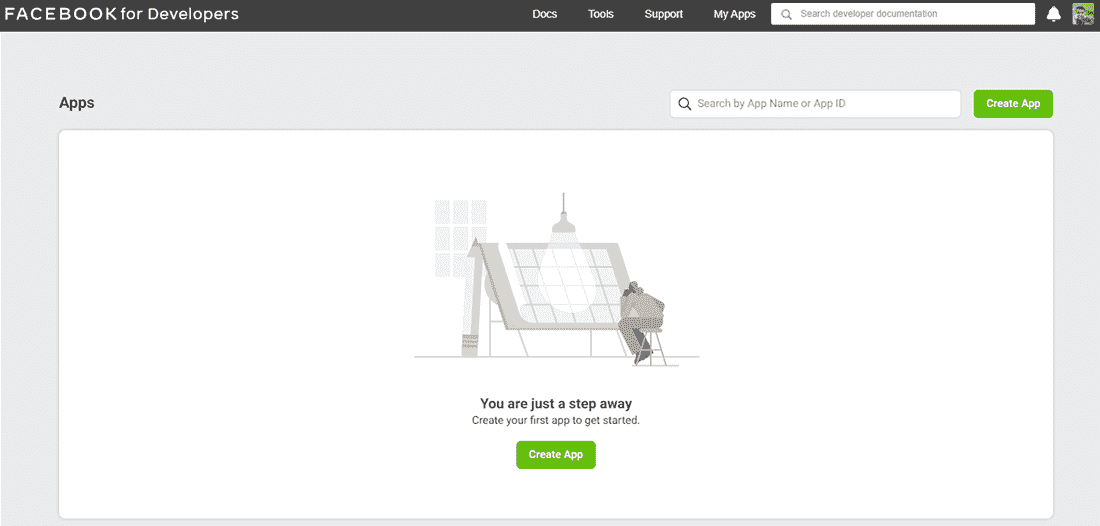 FACEBOOK for Developers
Docs
Tools
Support
My Apps
Search developer documentation
Apps
Search by App Name or App ID
Create App
You are just a step away
Create your first app to get started.
Create App